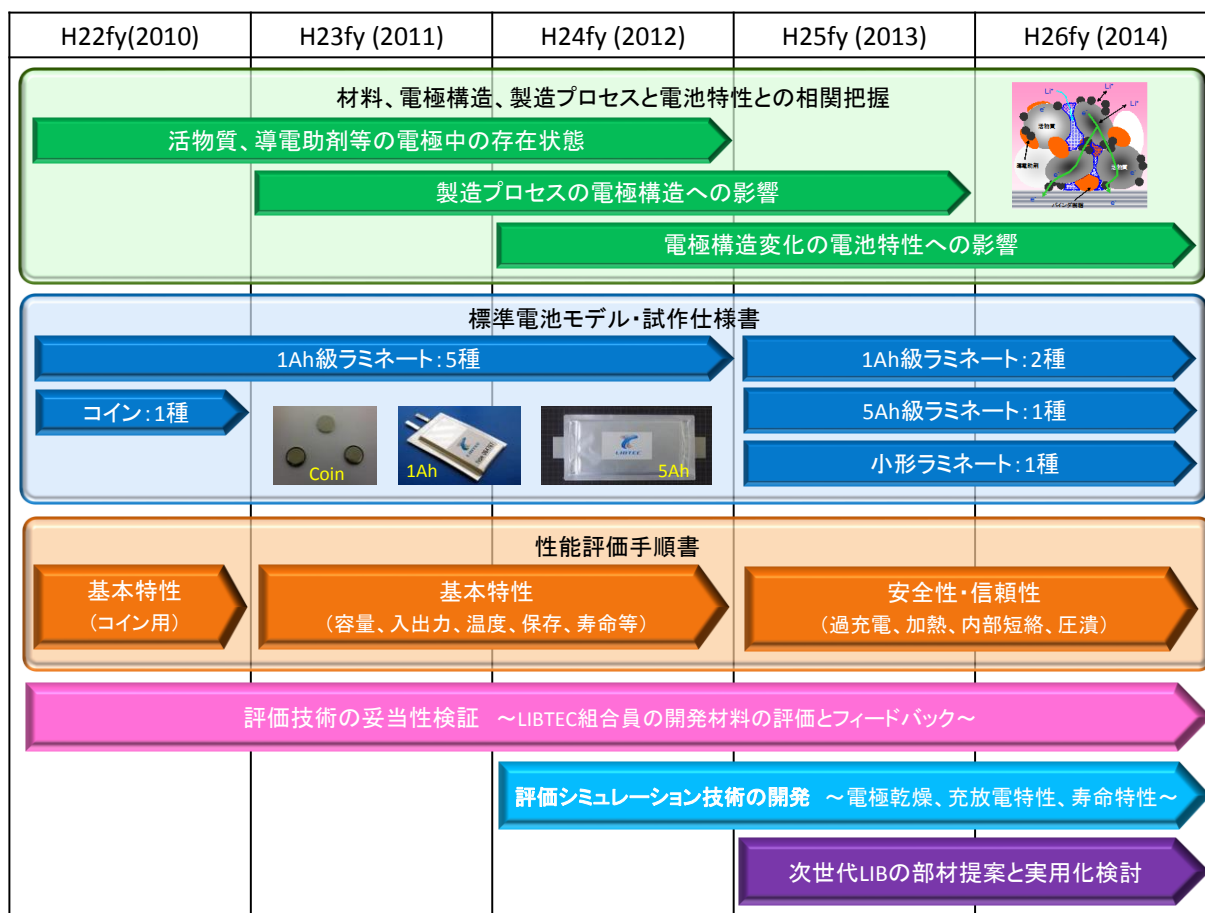 H22fy(2010)
H23fy (2011)
H24fy (2012)
H25fy (2013)
H26fy (2014)
材料、電極構造、製造プロセスと電池特性との相関把握
活物質、導電助剤等の電極中の存在状態
製造プロセスの電極構造への影響
電極構造変化の電池特性への影響
Li⁺
Li⁺
活物質
導電助剤
活物質
標準電池モデル・試作仕様書
1Ah級ラミネート：5種
1Ah級ラミネート：2種
コイン：1種
5Ah級ラミネート：1種
小形ラミネート：1種
Coin
LIBTEC
1Ah
LIBTEC
5Ah
性能評価手順書
基本特性
（コイン用）
基本特性
（容量、入出力、温度、保存、寿命等）
安全性・信頼性
（過充電、加熱、内部短絡、圧潰）
評価技術の妥当性検証 ～LIBTEC組合員の開発材料の評価とフィードバック～
評価シミュレーション技術の開発 ～電極乾燥、充放電特性、寿命特性～
次世代LIBの部材提案と実用化検討